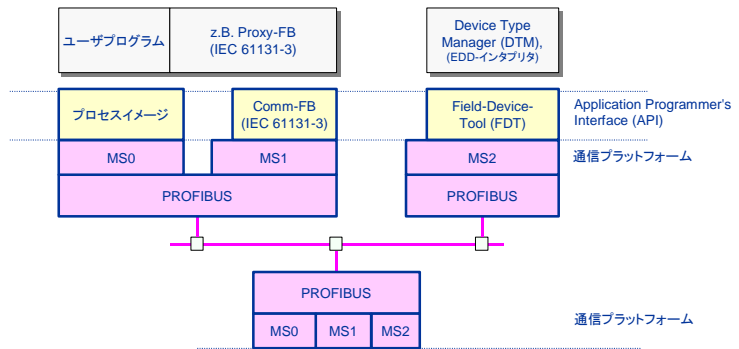 ユーザプログラム
z.B. Proxy-FB
(IEC 61131-3)
Device Type
Manager (DTM),
(EDD-インタプリタ)
プロセスイメージ
Comm-FB
(IEC 61131-3)
Field-Device-
Tool (FDT)
Application Programmer's
Interface (API)
MS0
MS1
MS2
通信プラットフォーム
PROFIBUS
PROFIBUS
PROFIBUS
MS0
MS1
MS2
通信プラットフォーム